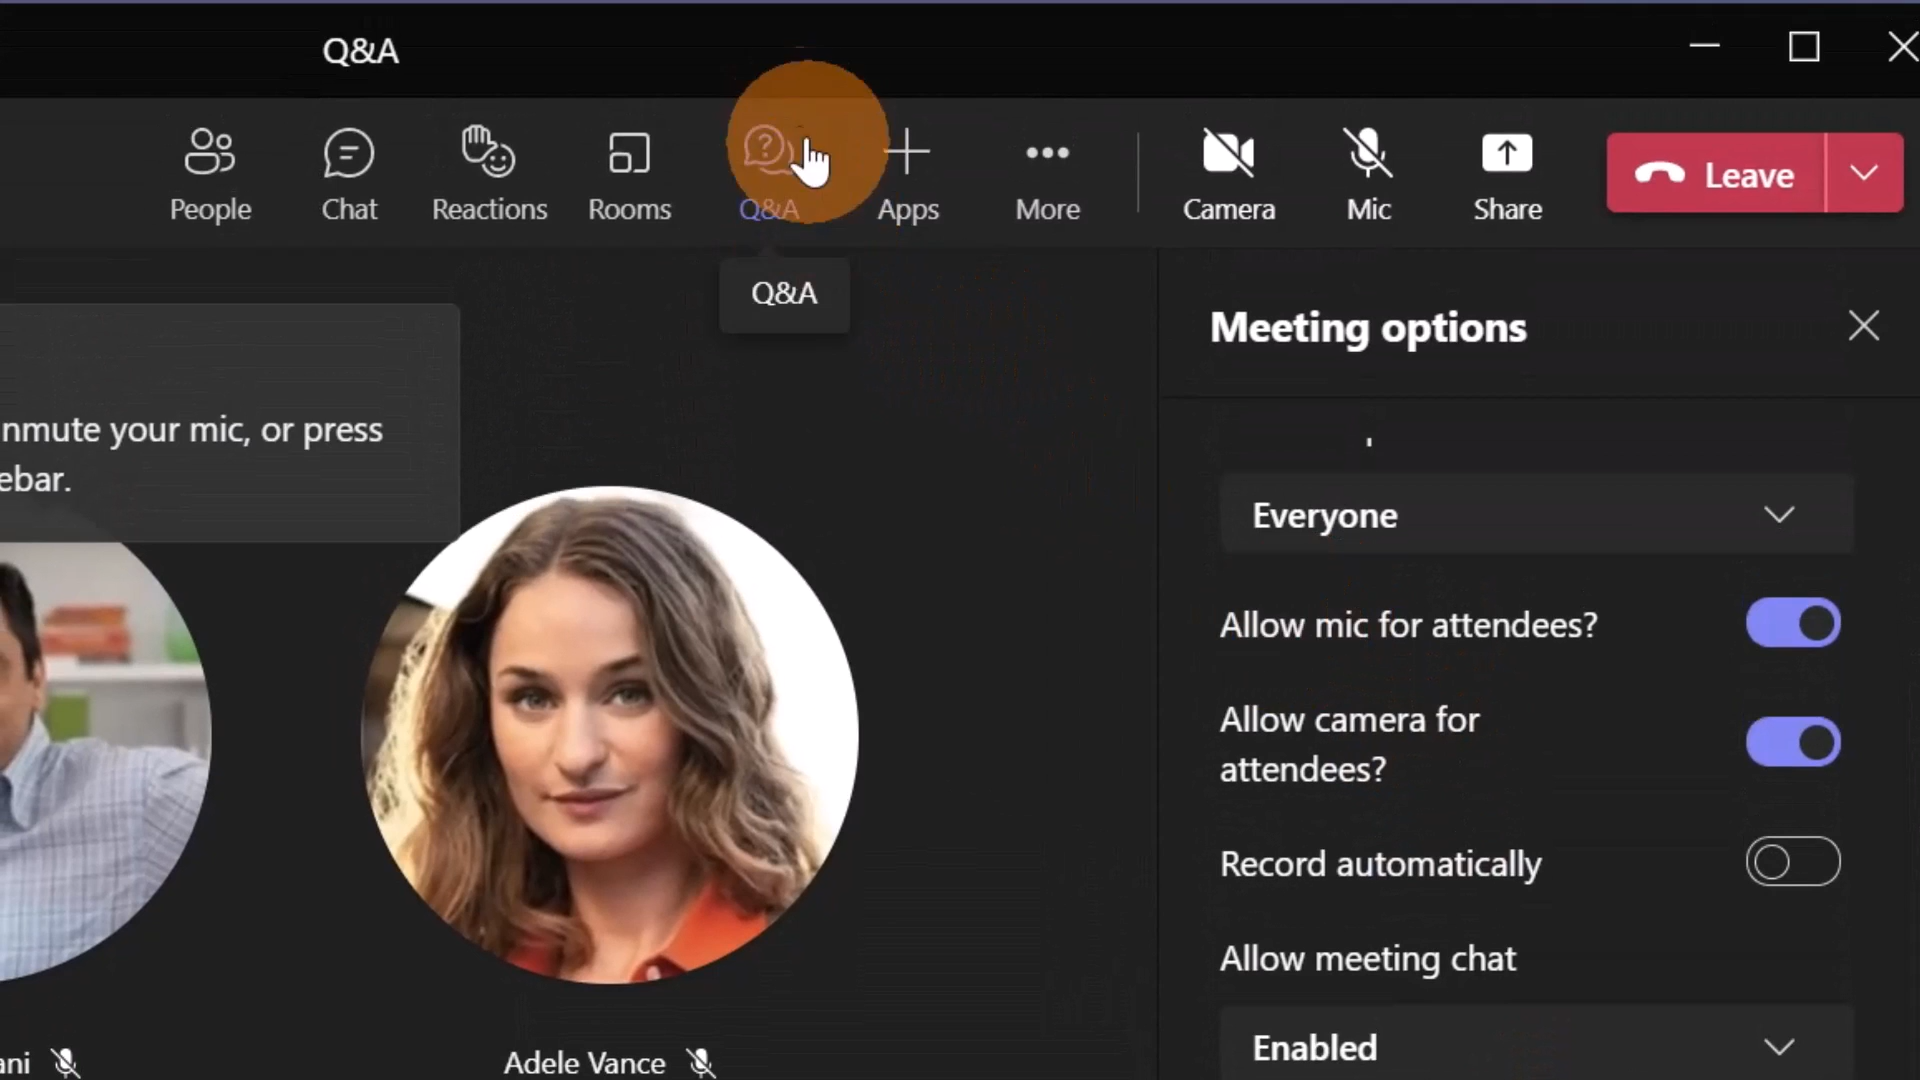 Q&A
People
Chat
Reactions
Rooms
Q&A
Apps
More
Camera
Mic
Share
Leave
Q&A
Meeting options
nmute your mic, or press
ebar.
Everyone
Allow mic for attendees?
Allow camera for
attendees?
Record automatically
Allow meeting chat
Enabled
ani
Adele Vance